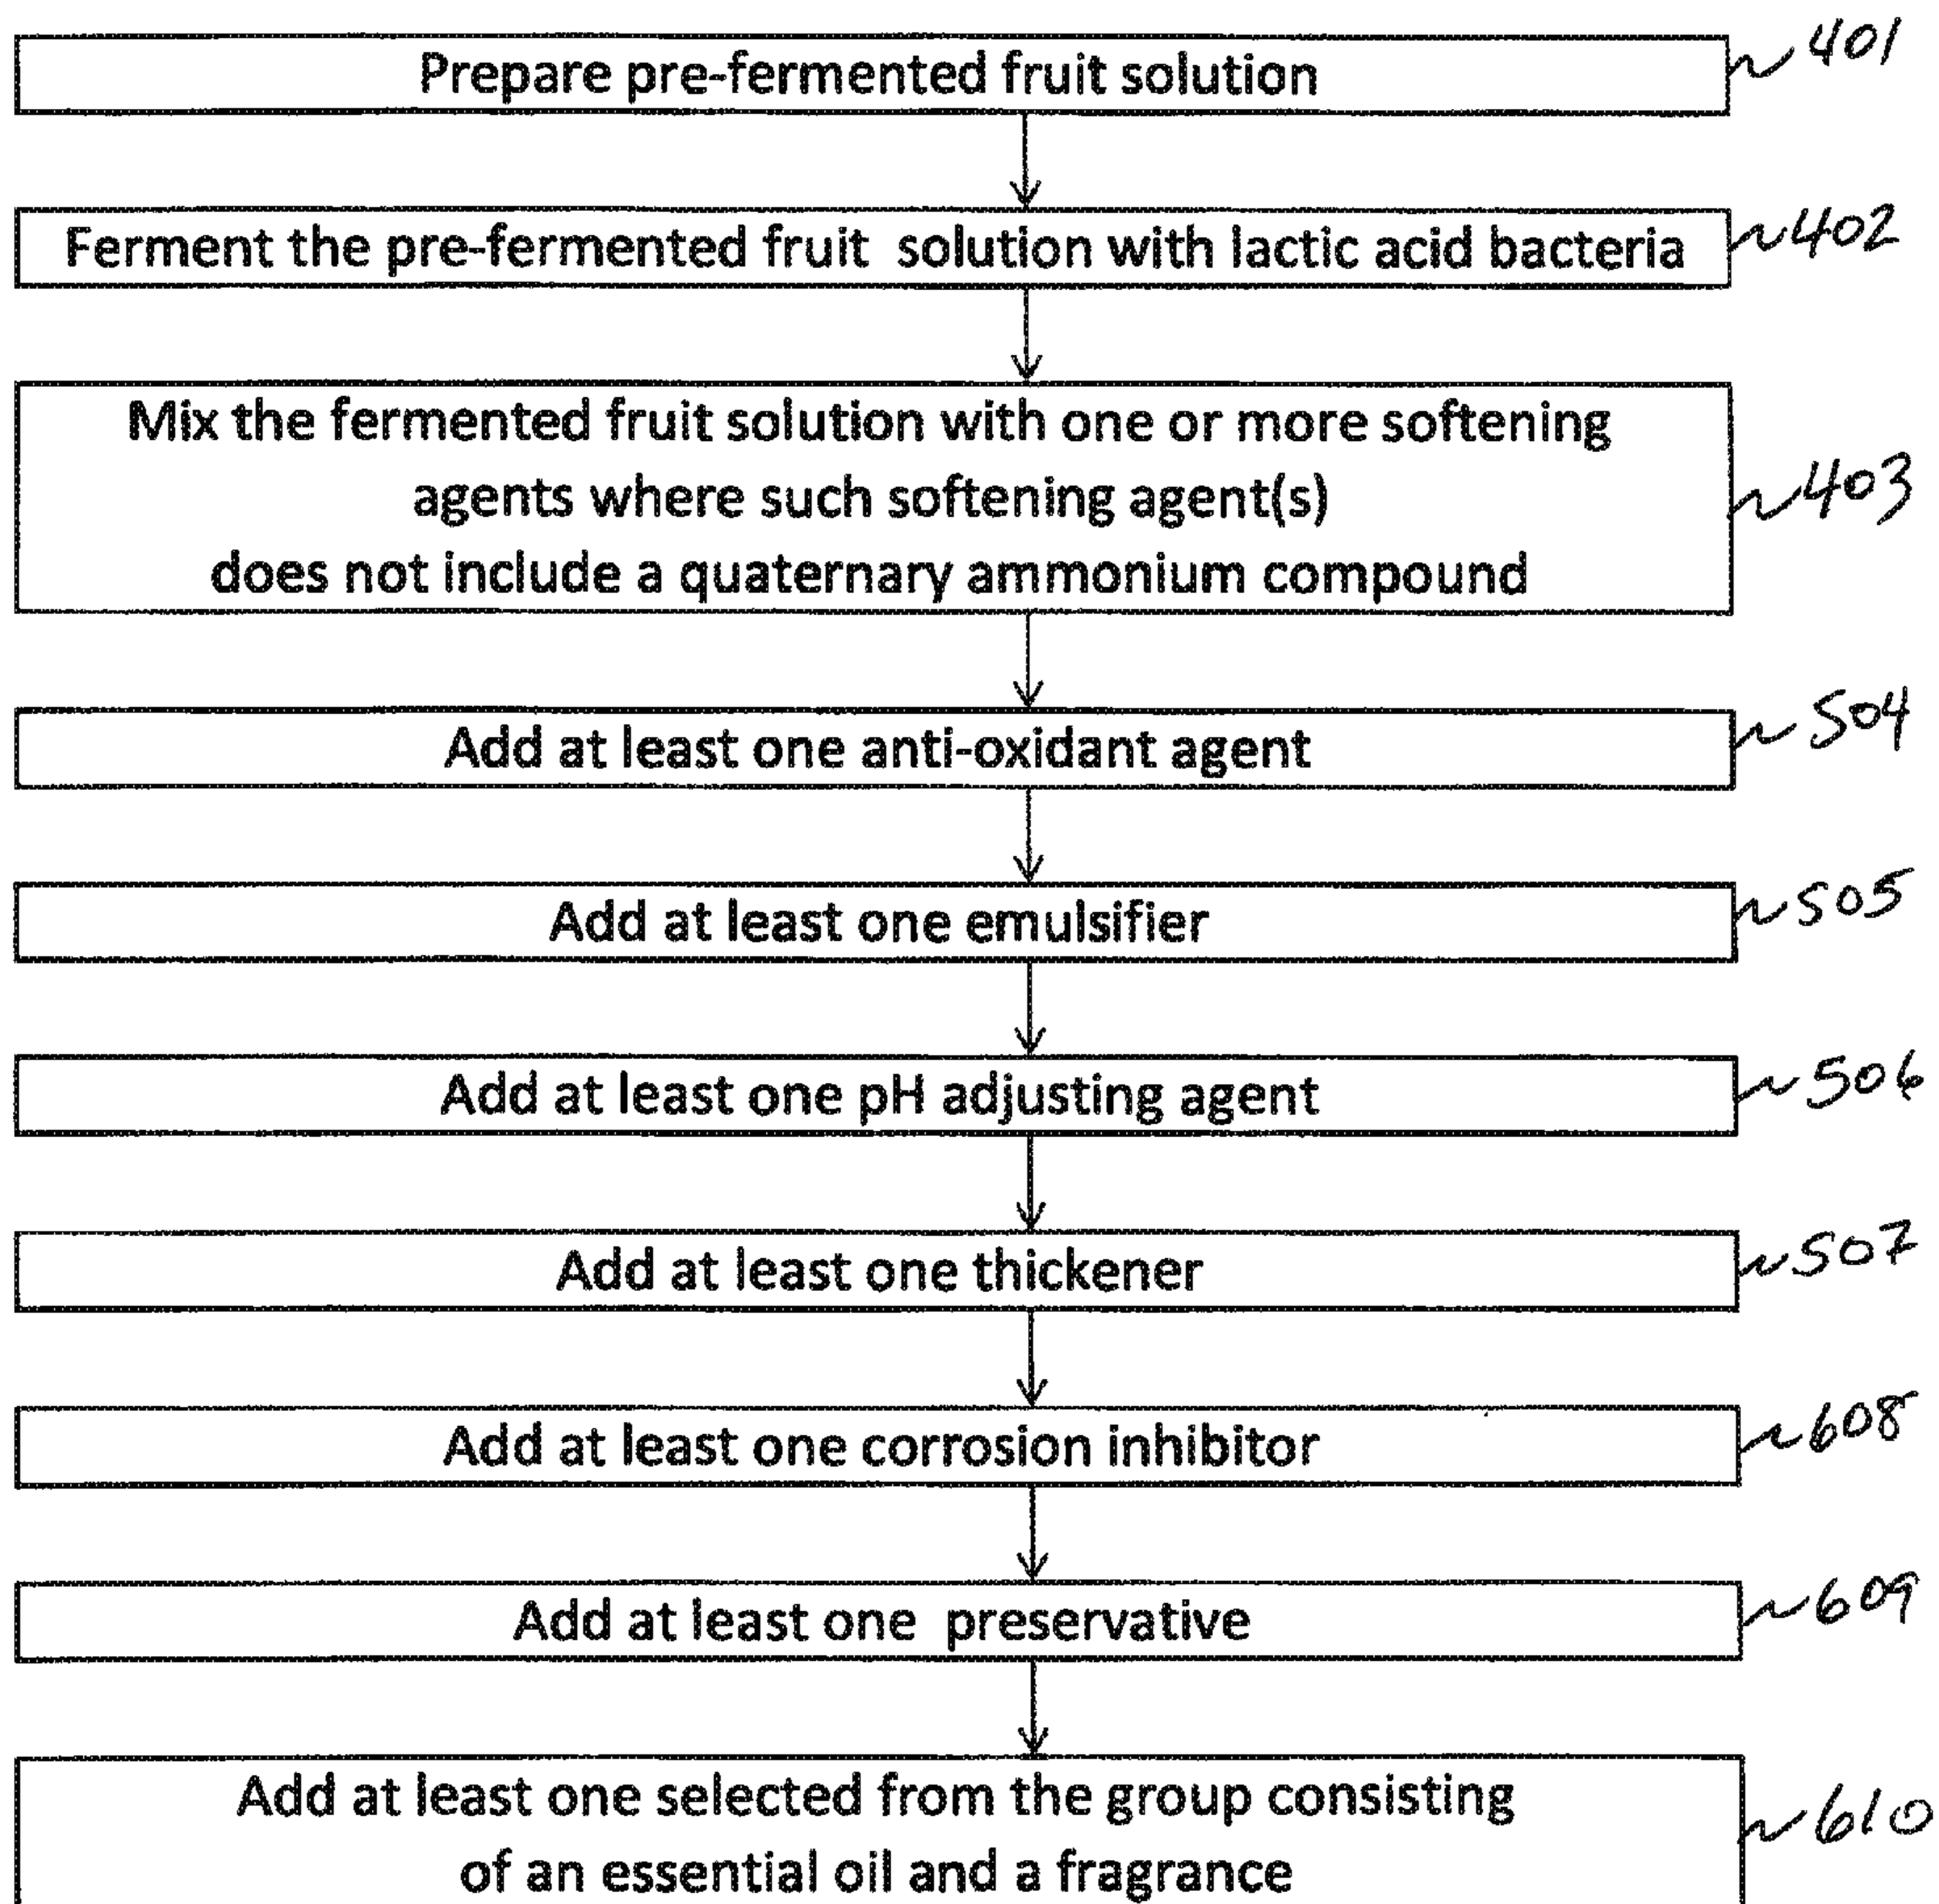 Prepare pre-fermented fruit solution 401
Ferment the pre-fermented fruit solution with lactic acid bacteria 402
Mix the fermented fruit solution with one or more softening
agents where such softening agent(s) 403
does not include a quaternary ammonium compound
Add at least one anti-oxidant agent 504
Add at least one emulsifier 505
Add at least one pH adjusting agent 506
Add at least one thickener 507
Add at least one corrosion inhibitor 608
Add at least one preservative 609
Add at least one selected from the group consisting 610
of an essential oil and a fragrance